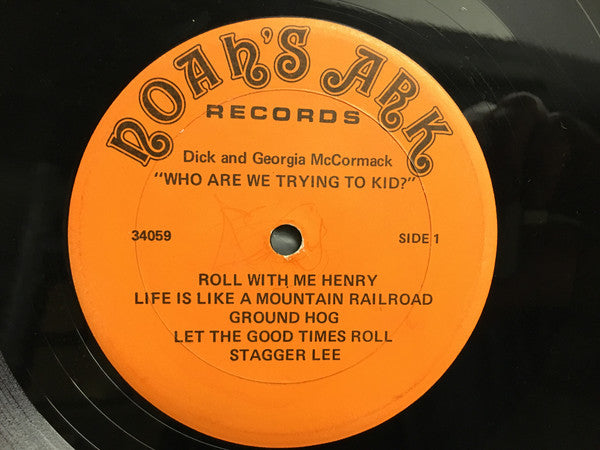 NOAh'S ARK
RECORDS
Dick and Georgia McCormack
"WHO ARE WE TRYING TO KID?"
34059 SIDE 1
ROLL WITH ME HENRY
LIFE IS LIKE A MOUNTAIN RAILROAD
GROUND HOG
LET THE GOOD TIMES ROLL
STAGGER LEE